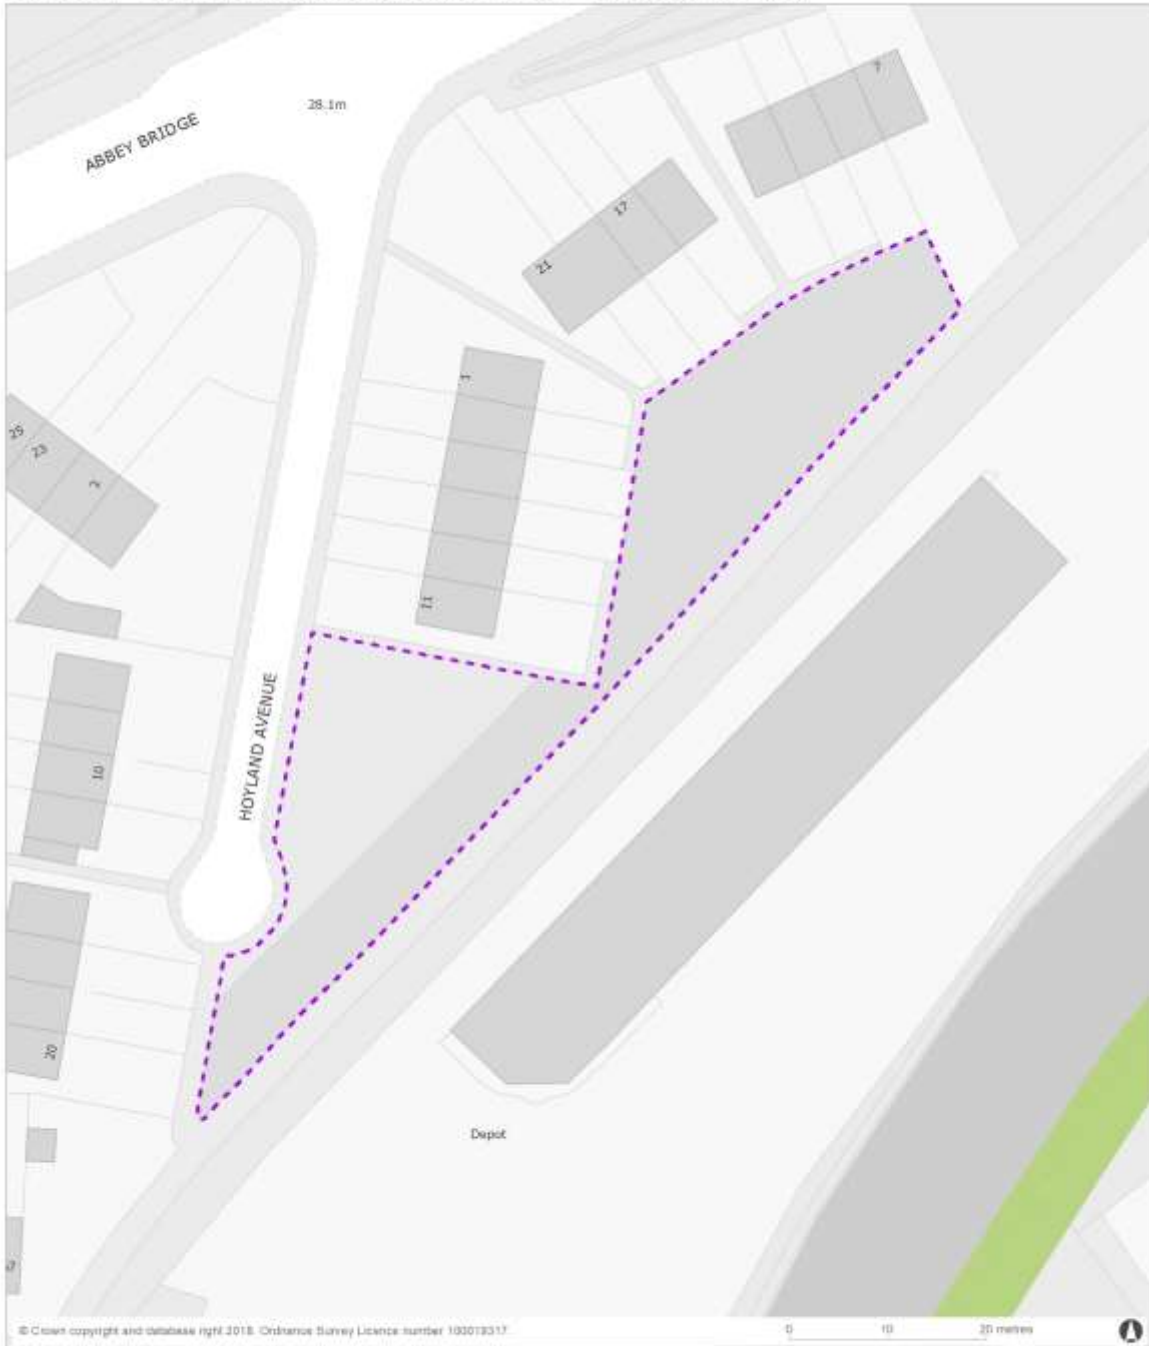 28.1m
ABBEY BRIDGE
7
17
21
1
25
23
2
11
HOYLAND AVENUE
10
20
Depot
© Crown copyright and database right 2018. Ordnance Survey Licence number 100019317.
0 10 20 metres